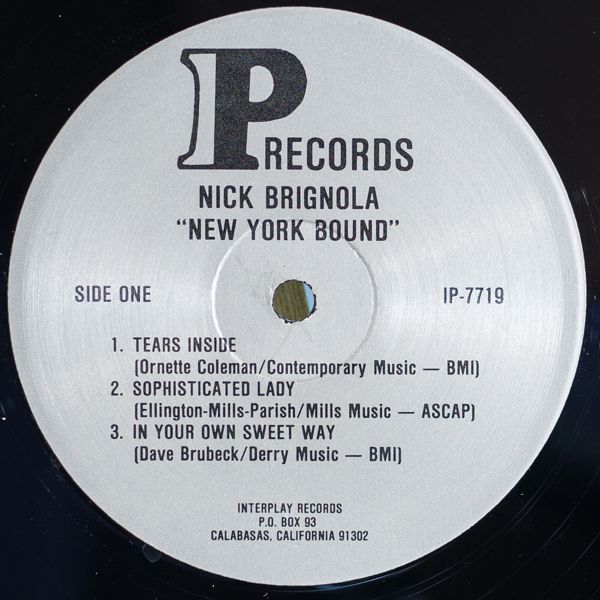 IP RECORDS
NICK BRIGNOLA
“NEW YORK BOUND”
SIDE ONE
IP-7719
1. TEARS INSIDE
(Ornette Coleman/Contemporary Music — BMI)
2. SOPHISTICATED LADY
(Ellington-Mills-Parish/Mills Music — ASCAP)
3. IN YOUR OWN SWEET WAY
(Dave Brubeck/Derry Music — BMI)
INTERPLAY RECORDS
P.O. BOX 93
CALABASAS, CALIFORNIA 91302